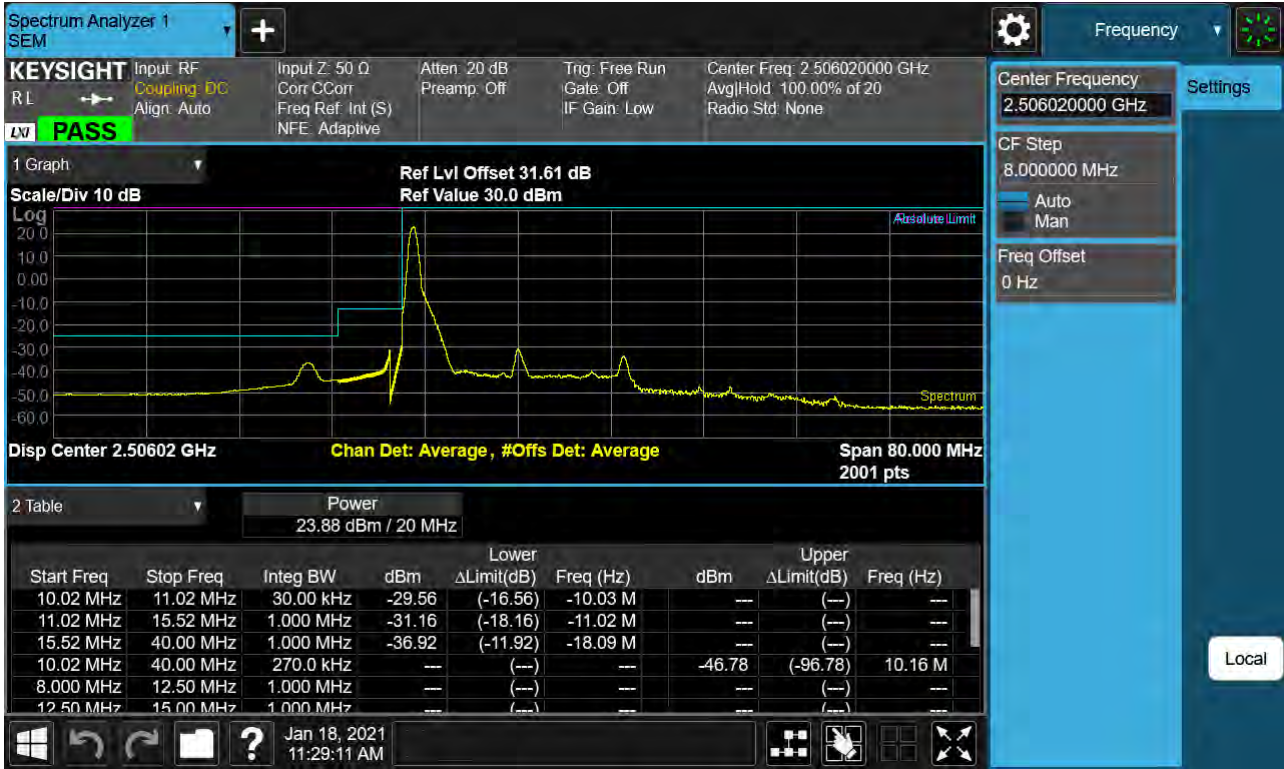 Spectrum Analyzer 1
SEM
Frequency
KEYSIGHT
R L
LXI
PASS
Input: RF
Coupling: DC
Align: Auto
Input Z: 50 Ω
Corr CCorr
Freq Ref: Int (S)
NFE: Adaptive
Atten: 20 dB
Preamp: Off
Trig: Free Run
Gate: Off
IF Gain: Low
Center Freq: 2.506020000 GHz
Avg|Hold: 100.00% of 20
Radio Std: None
Center Frequency
2.506020000 GHz
Settings
CF Step
8.000000 MHz
Auto
Man
Freq Offset
0 Hz
Local
1 Graph
Scale/Div 10 dB
Ref Lvl Offset 31.61 dB
Ref Value 30.0 dBm
Log
20.0
10.0
0.00
-10.0
-20.0
-30.0
-40.0
-50.0
-60.0
Limit
Spectrum
Disp Center 2.50602 GHz
Chan Det: Average, #Offs Det: Average
Span 80.000 MHz
2001 pts
2 Table
Power
23.88 dBm / 20 MHz
Lower Upper
Start Freq Stop Freq Integ BW dBm ΔLimit(dB) Freq (Hz) dBm ΔLimit(dB) Freq (Hz)
10.02 MHz 11.02 MHz 30.00 kHz -29.56 (-16.56) -10.03 M --- (---) ---
11.02 MHz 15.52 MHz 1.000 MHz -31.16 (-18.16) -11.02 M --- (---) ---
15.52 MHz 40.00 MHz 1.000 MHz -36.92 (-11.92) -18.09 M --- (---) ---
10.02 MHz 40.00 MHz 270.0 kHz --- (---) --- -46.78 (-96.78) 10.16 M
8.000 MHz 12.50 MHz 1.000 MHz --- (---) --- --- (---) ---
12.50 MHz 15.00 MHz 1.000 MHz --- (---) --- --- (---) ---
?
Jan 18, 2021
11:29:11 AM